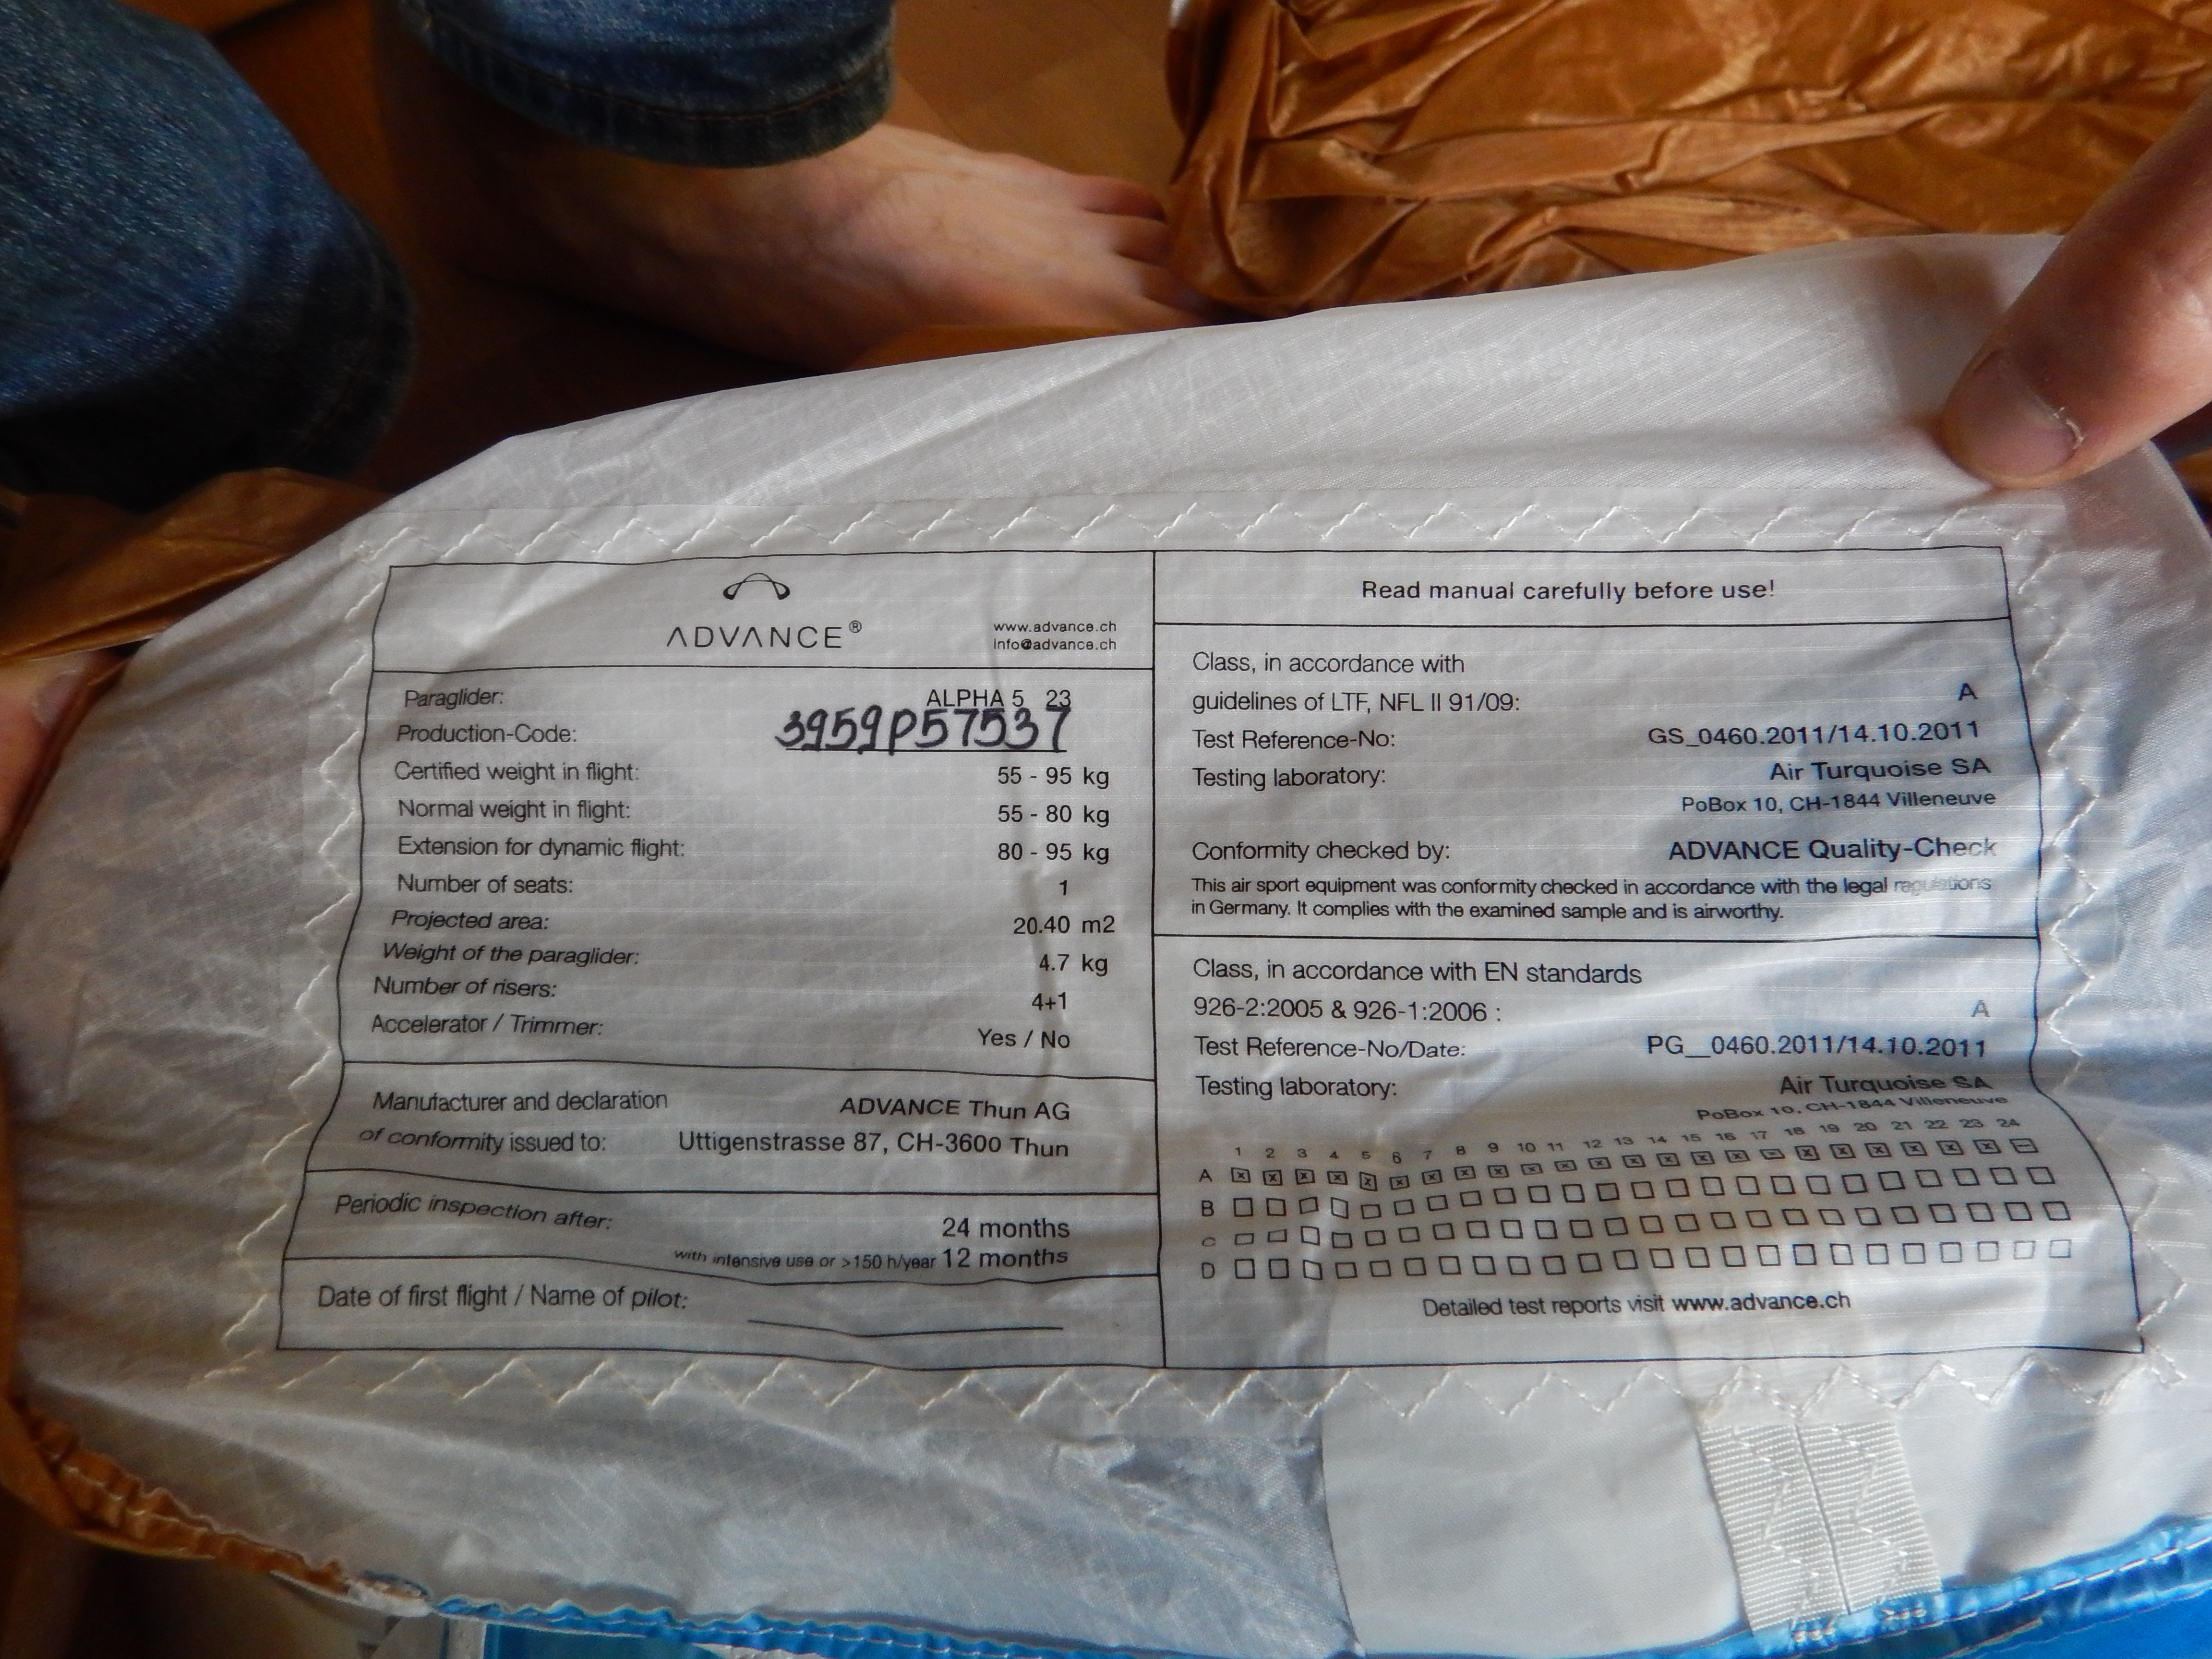 ADVANCE®
www.advance.ch
info@advance.ch
Paraglider: ALPHA 5 23
Production-Code: 3959P57537
Certified weight in flight: 55 - 95 kg
Normal weight in flight: 55 - 80 kg
Extension for dynamic flight: 80 - 95 kg
Number of seats: 1
Projected area: 20.40 m2
Weight of the paraglider: 4.7 kg
Number of risers: 4+1
Accelerator / Trimmer: Yes / No
Manufacturer and declaration ADVANCE Thun AG
of conformity issued to: Uttigenstrasse 87, CH-3600 Thun
Periodic inspection after: 24 months
with intensive use or >150 h/year 12 months
Date of first flight / Name of pilot:
Read manual carefully before use!
Class, in accordance with
guidelines of LTF, NFL II 91/09: A
Test Reference-No: GS_0460.2011/14.10.2011
Testing laboratory: Air Turquoise SA
PoBox 10, CH-1844 Villeneuve
Conformity checked by: ADVANCE Quality-Check
This air sport equipment was conformity checked in accordance with the legal regulations
in Germany. It complies with the examined sample and is airworthy.
Class, in accordance with EN standards
926-2:2005 & 926-1:2006 : A
Test Reference-No/Date: PG__0460.2011/14.10.2011
Testing laboratory: Air Turquoise SA
PoBox 10, CH-1844 Villeneuve
1 2 3 4 5 6 7 8 9 10 11 12 13 14 15 16 17 18 19 20 21 22 23 24
A
B
C
D
Detailed test reports visit www.advance.ch